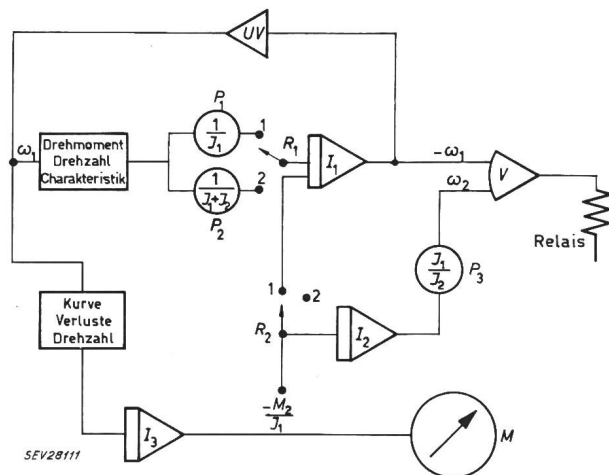 UV
P₁
ω₁
Drehmoment
Drehzahl
Charakteristik
1/J₁
1
R₁
I₁
-ω₁
ω₂
V
1/J₁+J₂
2
P₂
Relais
J₁/J₂
P₃
1
2
R₂
I₂
Kurve
Verluste
Drehzahl
-M₂/J₁
I₃
M
SEV28111